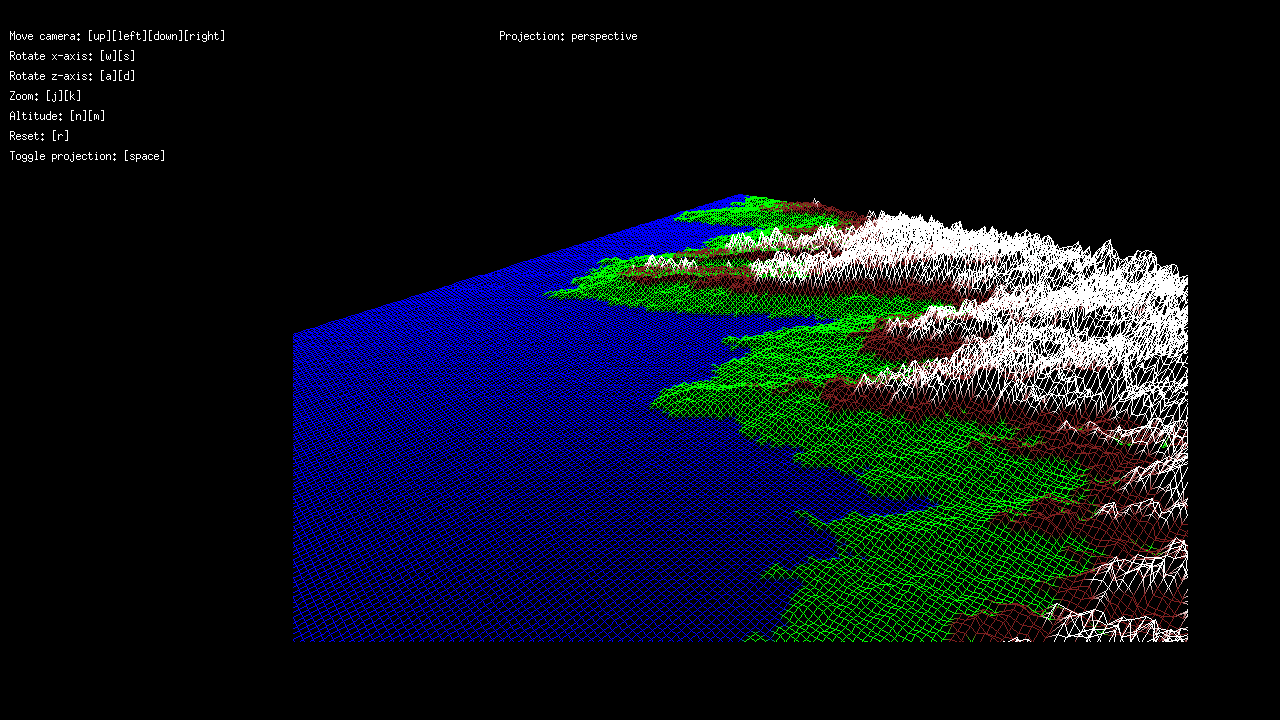 Move camera: [up][left][down][right]
Projection: perspective
Rotate x-axis: [w][s]
Rotate z-axis: [a][d]
Zoom: [j][k]
Altitude: [n][m]
Reset: [r]
Toggle projection: [space]